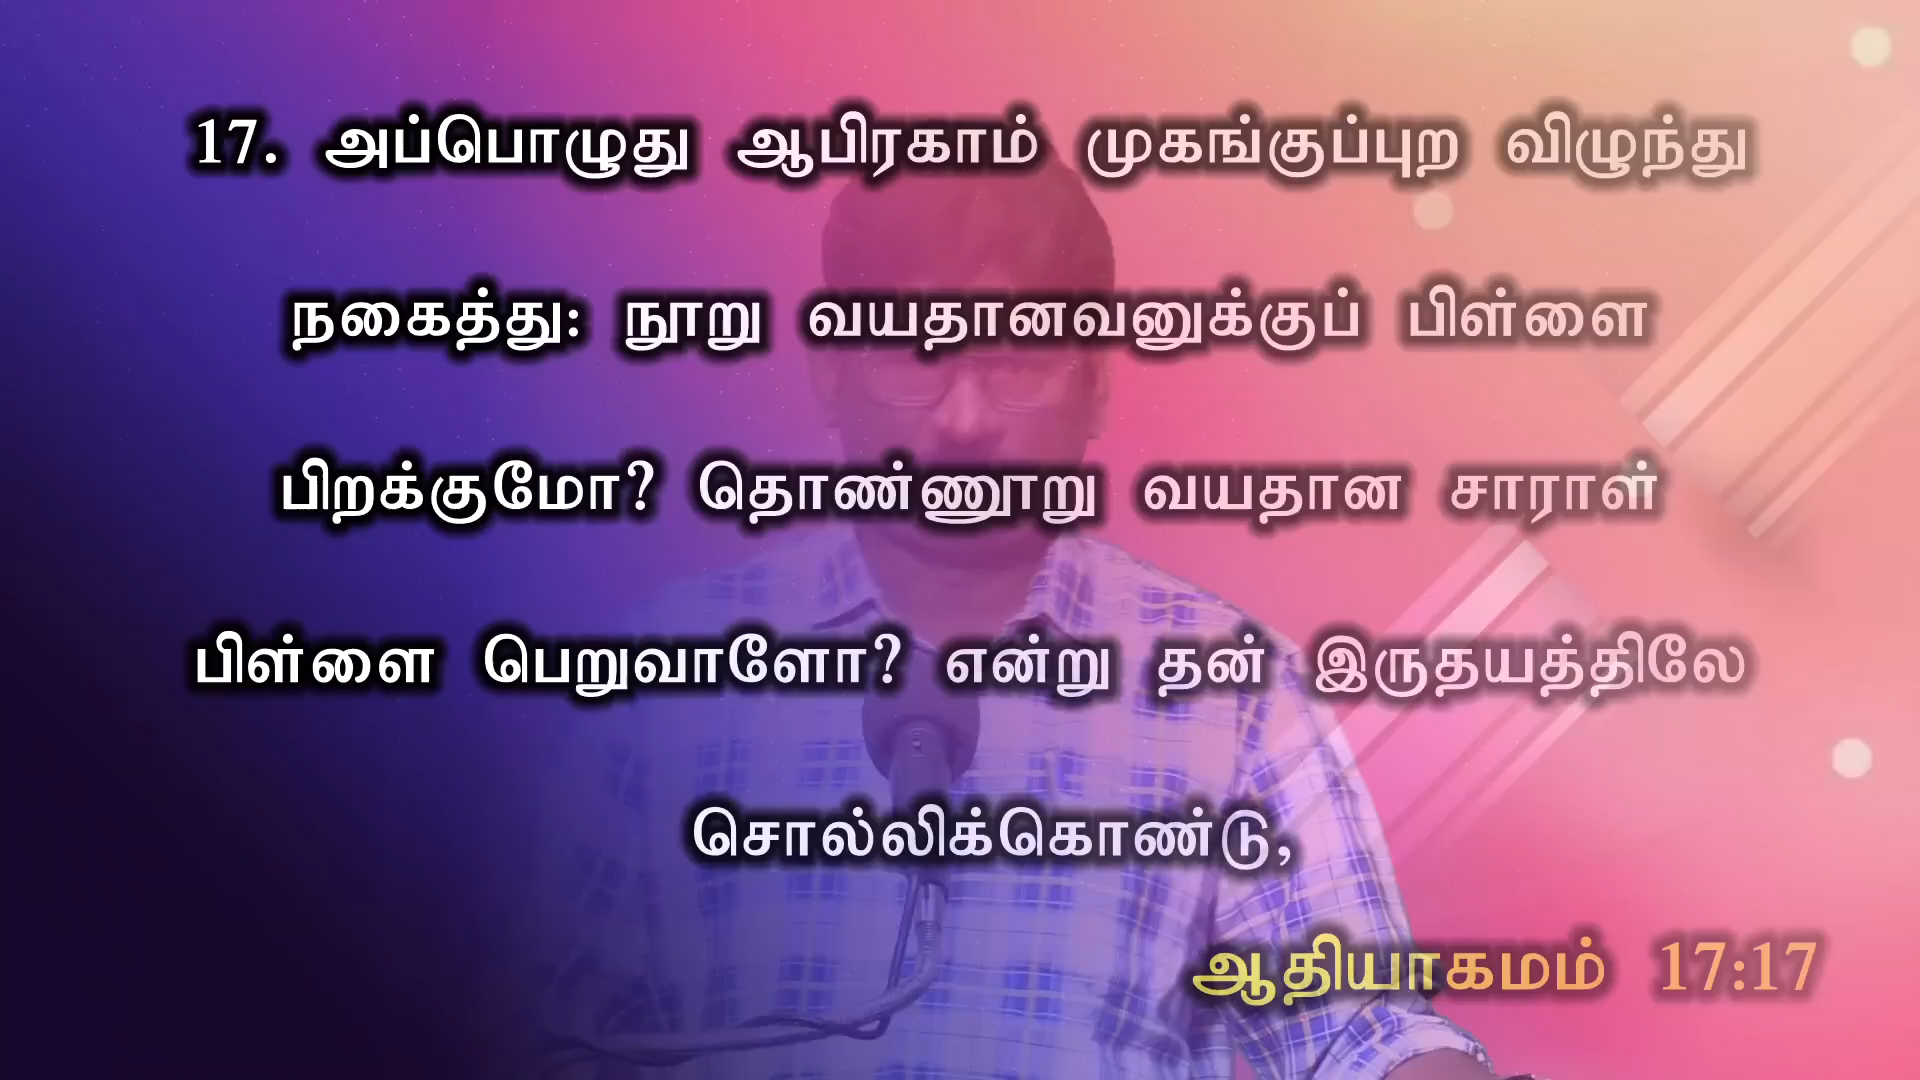 17. அப்பொழுது ஆபிரகாம் முகங்குப்புற விழுந்து
நகைத்து: நூறு வயதானவனுக்குப் பிள்ளை
பிறக்குமோ? தொண்ணூறு வயதான சாராள்
பிள்ளை பெறுவாளோ? என்று தன் இருதயத்திலே
சொல்லிக்கொண்டு,
ஆதியாகமம் 17:17